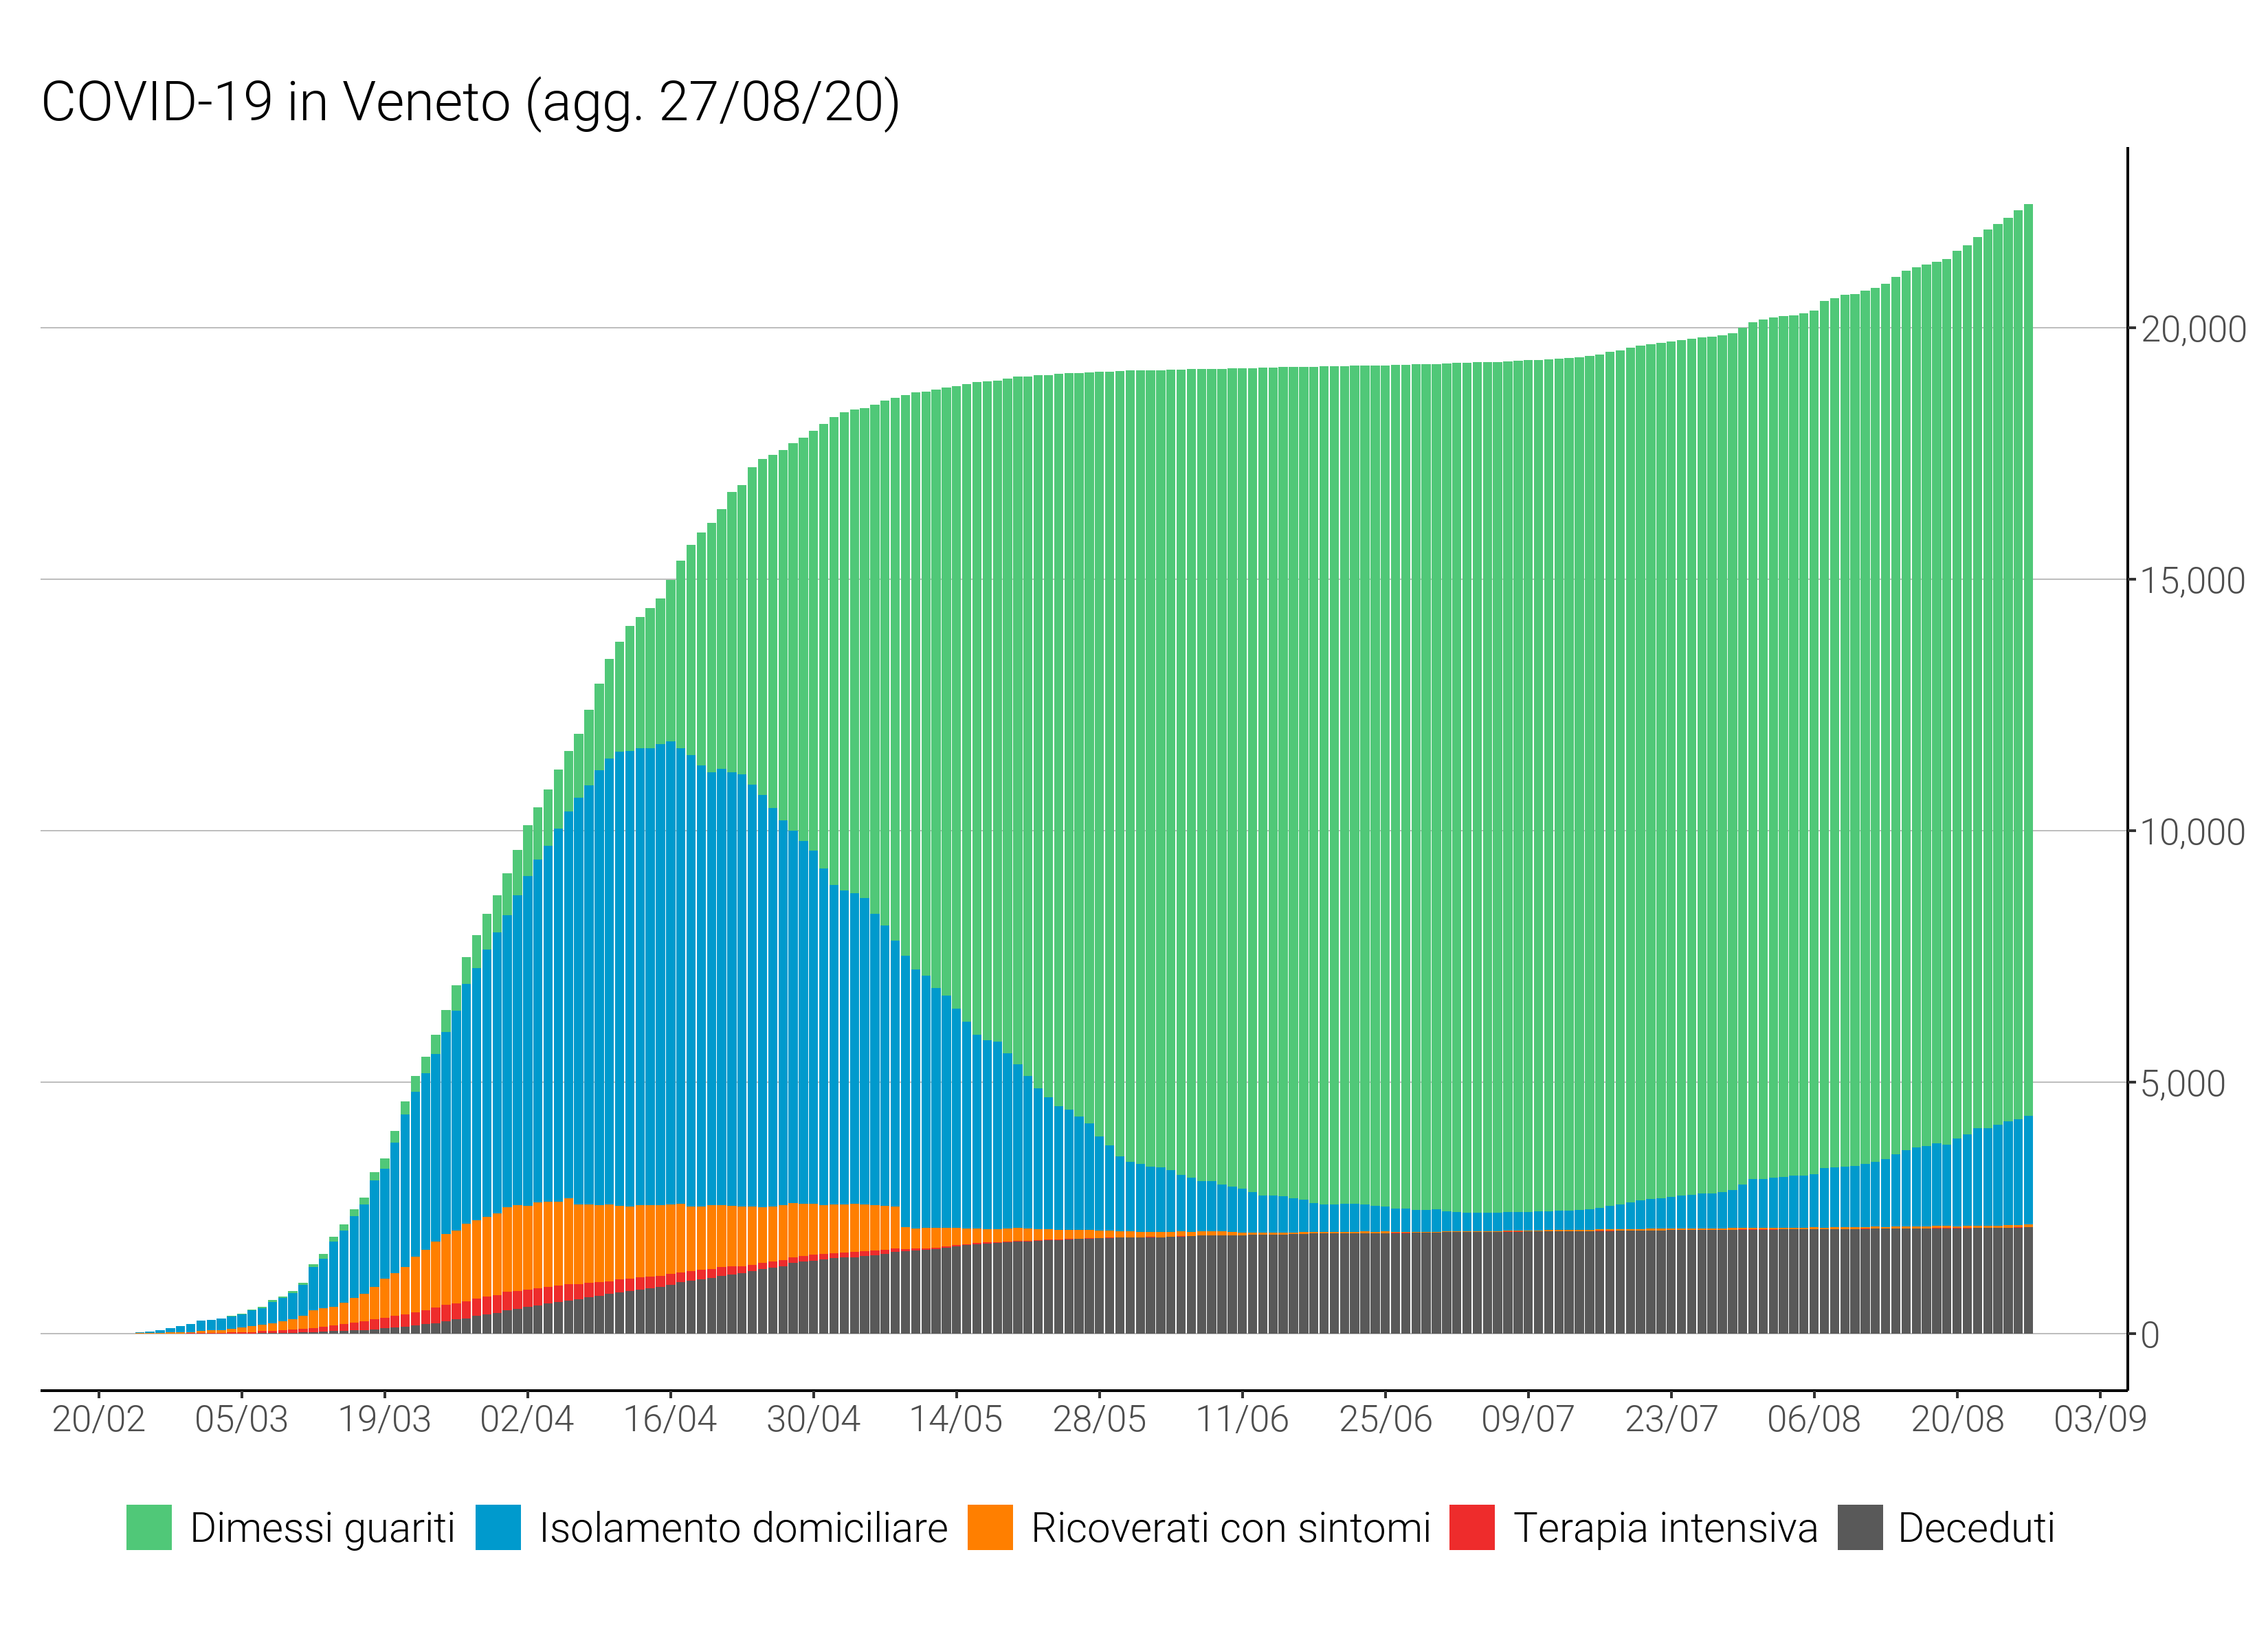 COVID-19 in Veneto (agg. 27/08/20)
20,000
15,000
10,000
5,000
0
20/02 05/03 19/03 02/04 16/04 30/04 14/05 28/05 11/06 25/06 09/07 23/07 06/08 20/08 03/09
Dimessi guariti Isolamento domiciliare Ricoverati con sintomi Terapia intensiva Deceduti